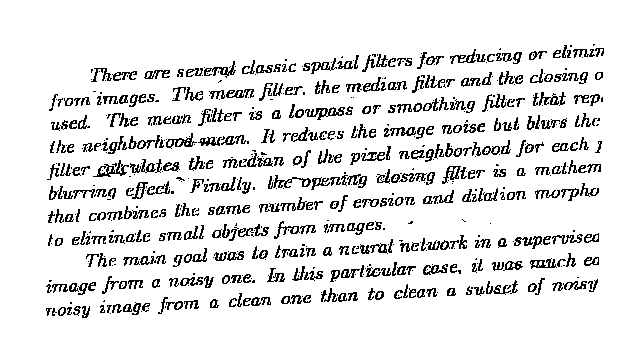 There are several classic spatial filters for reducing or elimin
from images. The mean filter, the median filter and the closing o
used. The mean filter is a lowpass or smoothing filter that rep
the neighborhood mean. It reduces the image noise but blurs the
filter calculates the median of the pixel neighborhood for each p
blurring effect. Finally, the opening closing filter is a mathem
that combines the same number of erosion and dilation morpho
to eliminate small objects from images.
The main goal was to train a neural network in a supervised
image from a noisy one. In this particular case, it was much ea
noisy image from a clean one than to clean a subset of noisy